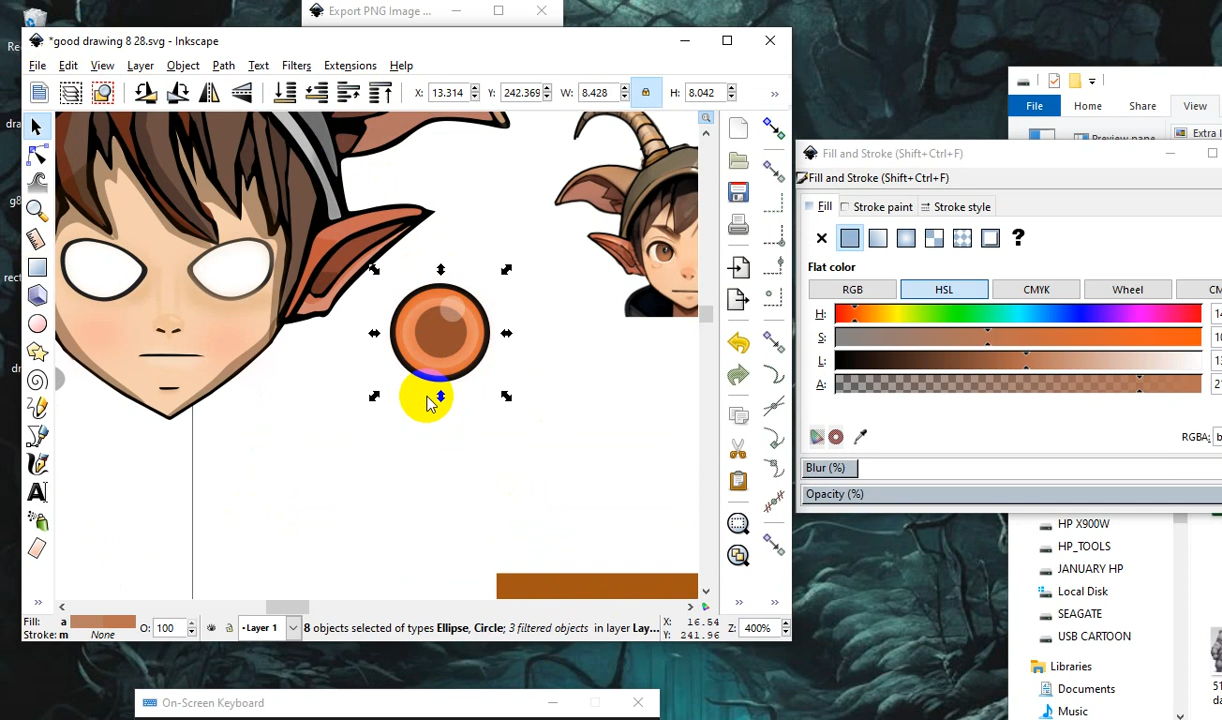 Export PNG Image ...
*good drawing 8 28.svg - Inkscape
File Edit View Layer Object Path Text Filters Extensions Help
X: 13.314 Y: 242.369 W: 8.428 H: 8.042
File Home Share View
Preview pane
Extra l
Fill and Stroke (Shift+Ctrl+F)
Fill and Stroke (Shift+Ctrl+F)
Fill Stroke paint Stroke style
?
Flat color
RGB HSL CMYK Wheel CM
H:
S:
L:
A:
RGBA:
Blur (%)
Opacity (%)
HP X900W
HP_TOOLS
JANUARY HP
Local Disk
SEAGATE
USB CARTOON
Libraries
Documents
Music
Fill: a
Stroke: m None
O: 100
Layer 1
8 objects selected of types Ellipse, Circle; 3 filtered objects in layer Lay...
X: 16.54
Y: 241.96
Z: 400%
On-Screen Keyboard